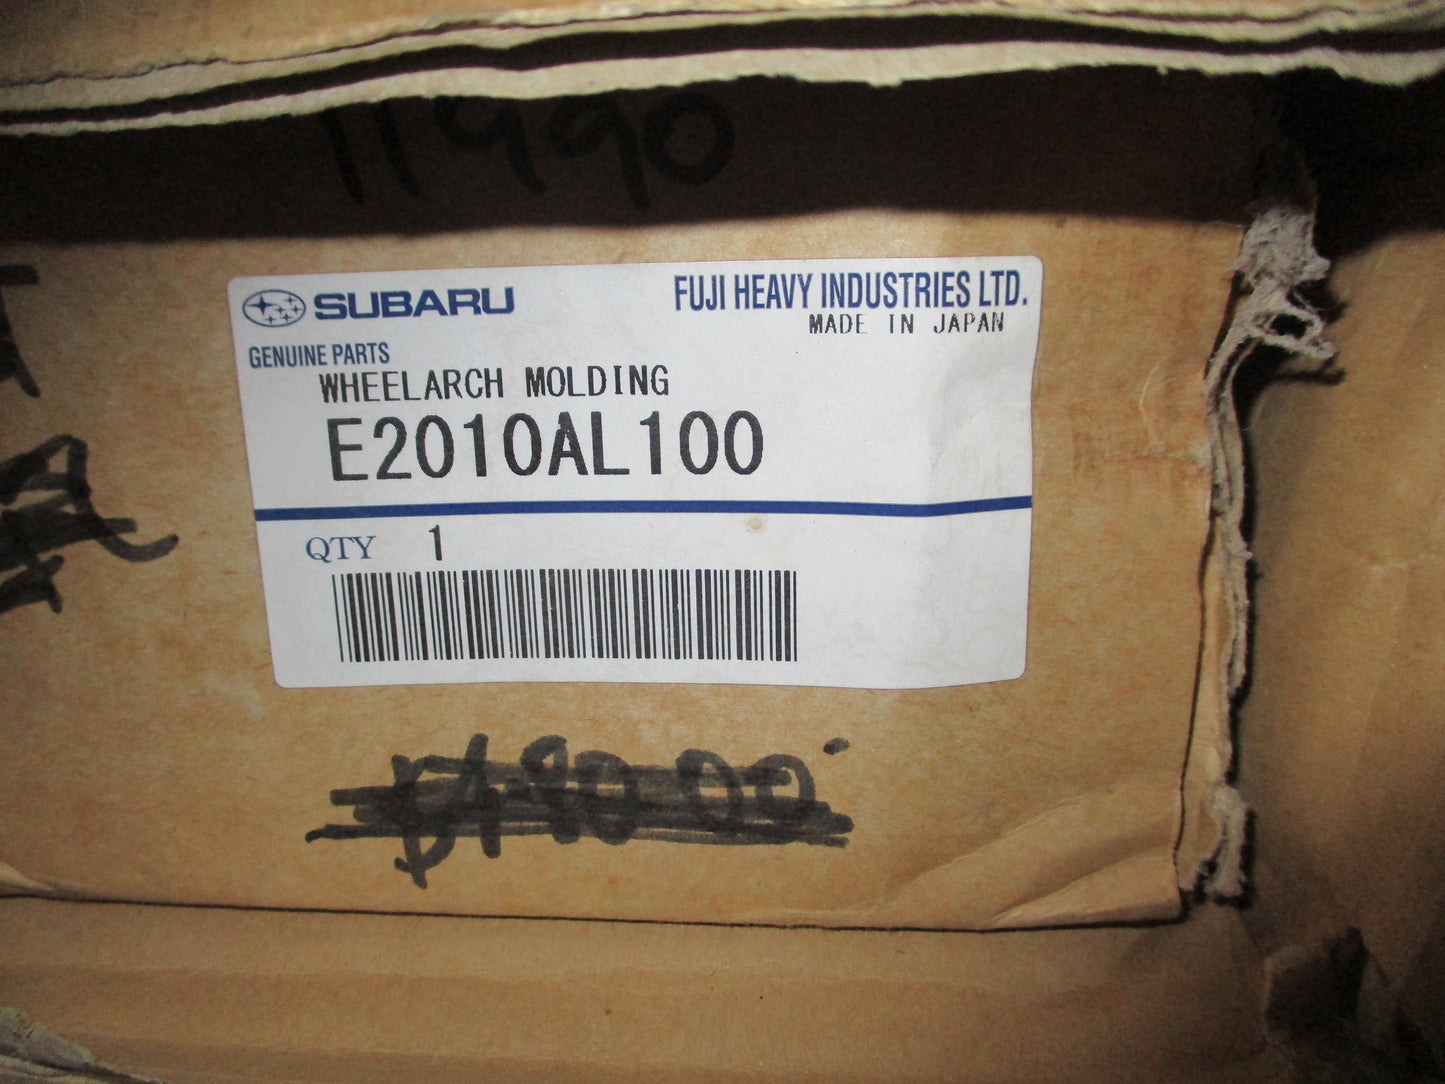 11990
SUBARU
FUJI HEAVY INDUSTRIES LTD.
MADE IN JAPAN
GENUINE PARTS
WHEELARCH MOLDING
E2010AL100
QTY 1